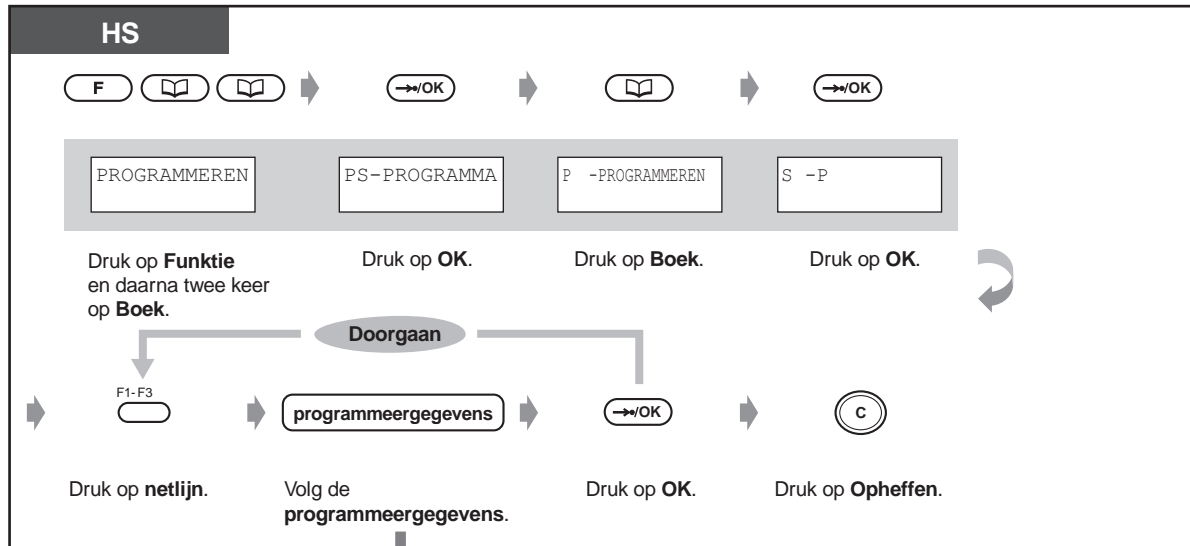 HS
F
→•/OK
→•/OK
PROGRAMMEREN
PS-PROGRAMMA
P -PROGRAMMEREN
S -P
Druk op Funktie
en daarna twee keer
op Boek.
Druk op OK.
Druk op Boek.
Druk op OK.
Doorgaan
F1-F3
programmeergegevens
→•/OK
C
Druk op netlijn.
Volg de
programmeergegevens.
Druk op OK.
Druk op Opheffen.